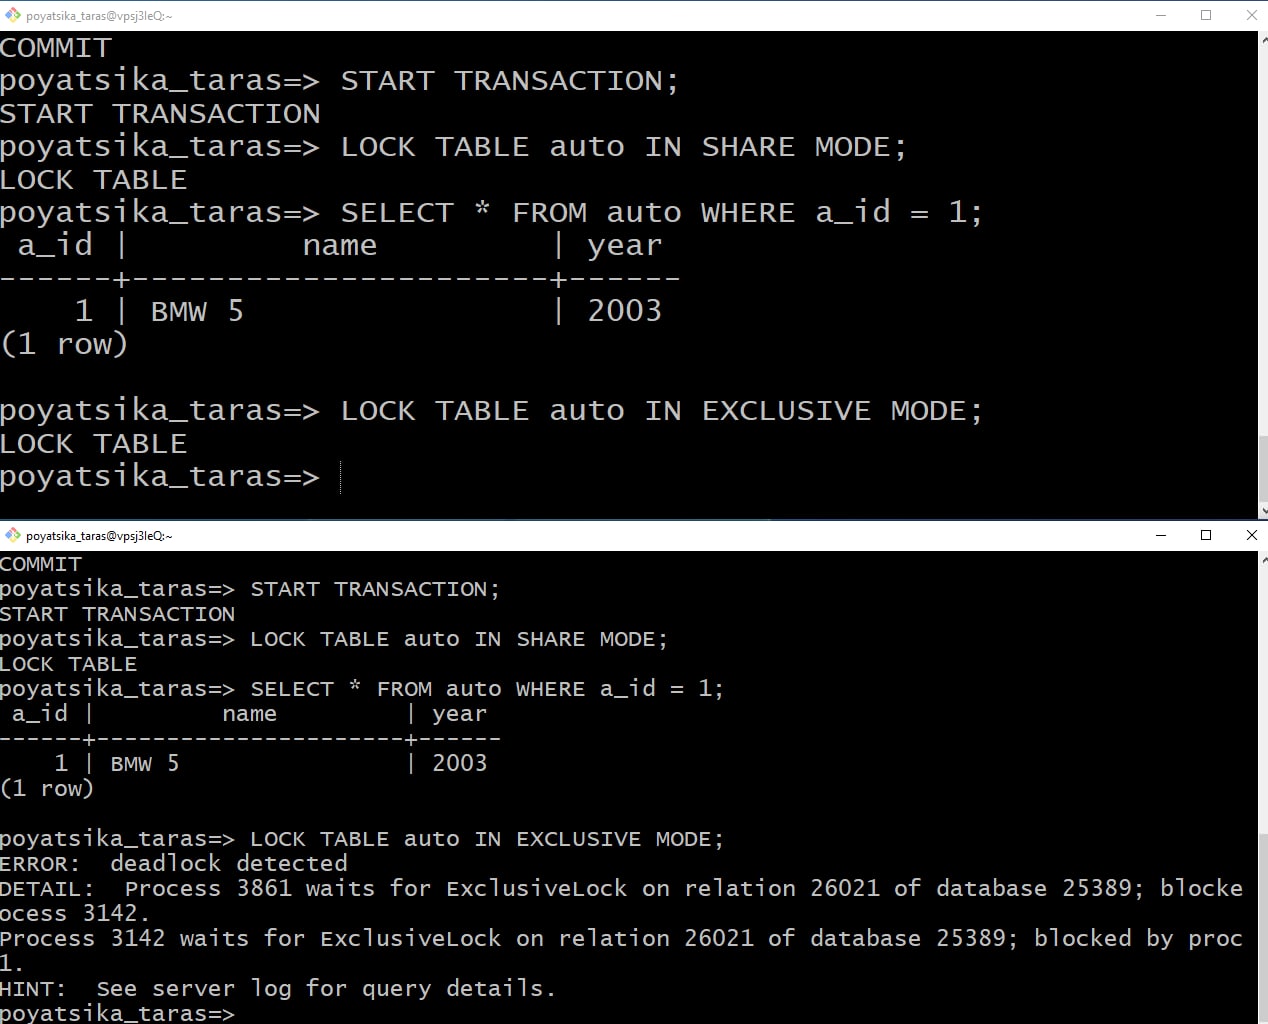 poyatsika_taras@vpsj3leQ:~
COMMIT
poyatsika_taras=> START TRANSACTION;
START TRANSACTION
poyatsika_taras=> LOCK TABLE auto IN SHARE MODE;
LOCK TABLE
poyatsika_taras=> SELECT * FROM auto WHERE a_id = 1;
 a_id |         name         | year
------+----------------------+------
    1 | BMW 5                | 2003
(1 row)
poyatsika_taras=> LOCK TABLE auto IN EXCLUSIVE MODE;
LOCK TABLE
poyatsika_taras=>
poyatsika_taras@vpsj3leQ:~
COMMIT
poyatsika_taras=> START TRANSACTION;
START TRANSACTION
poyatsika_taras=> LOCK TABLE auto IN SHARE MODE;
LOCK TABLE
poyatsika_taras=> SELECT * FROM auto WHERE a_id = 1;
 a_id |         name         | year
------+----------------------+------
    1 | BMW 5                | 2003
(1 row)
poyatsika_taras=> LOCK TABLE auto IN EXCLUSIVE MODE;
ERROR:  deadlock detected
DETAIL:  Process 3861 waits for ExclusiveLock on relation 26021 of database 25389; blocke
ocess 3142.
Process 3142 waits for ExclusiveLock on relation 26021 of database 25389; blocked by proc
1.
HINT:  See server log for query details.
poyatsika_taras=>